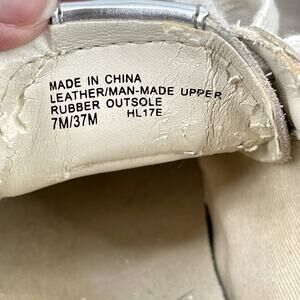 MADE IN CHINA
LEATHER/MAN-MADE UPPER
RUBBER OUTSOLE
7M/37M HL17E